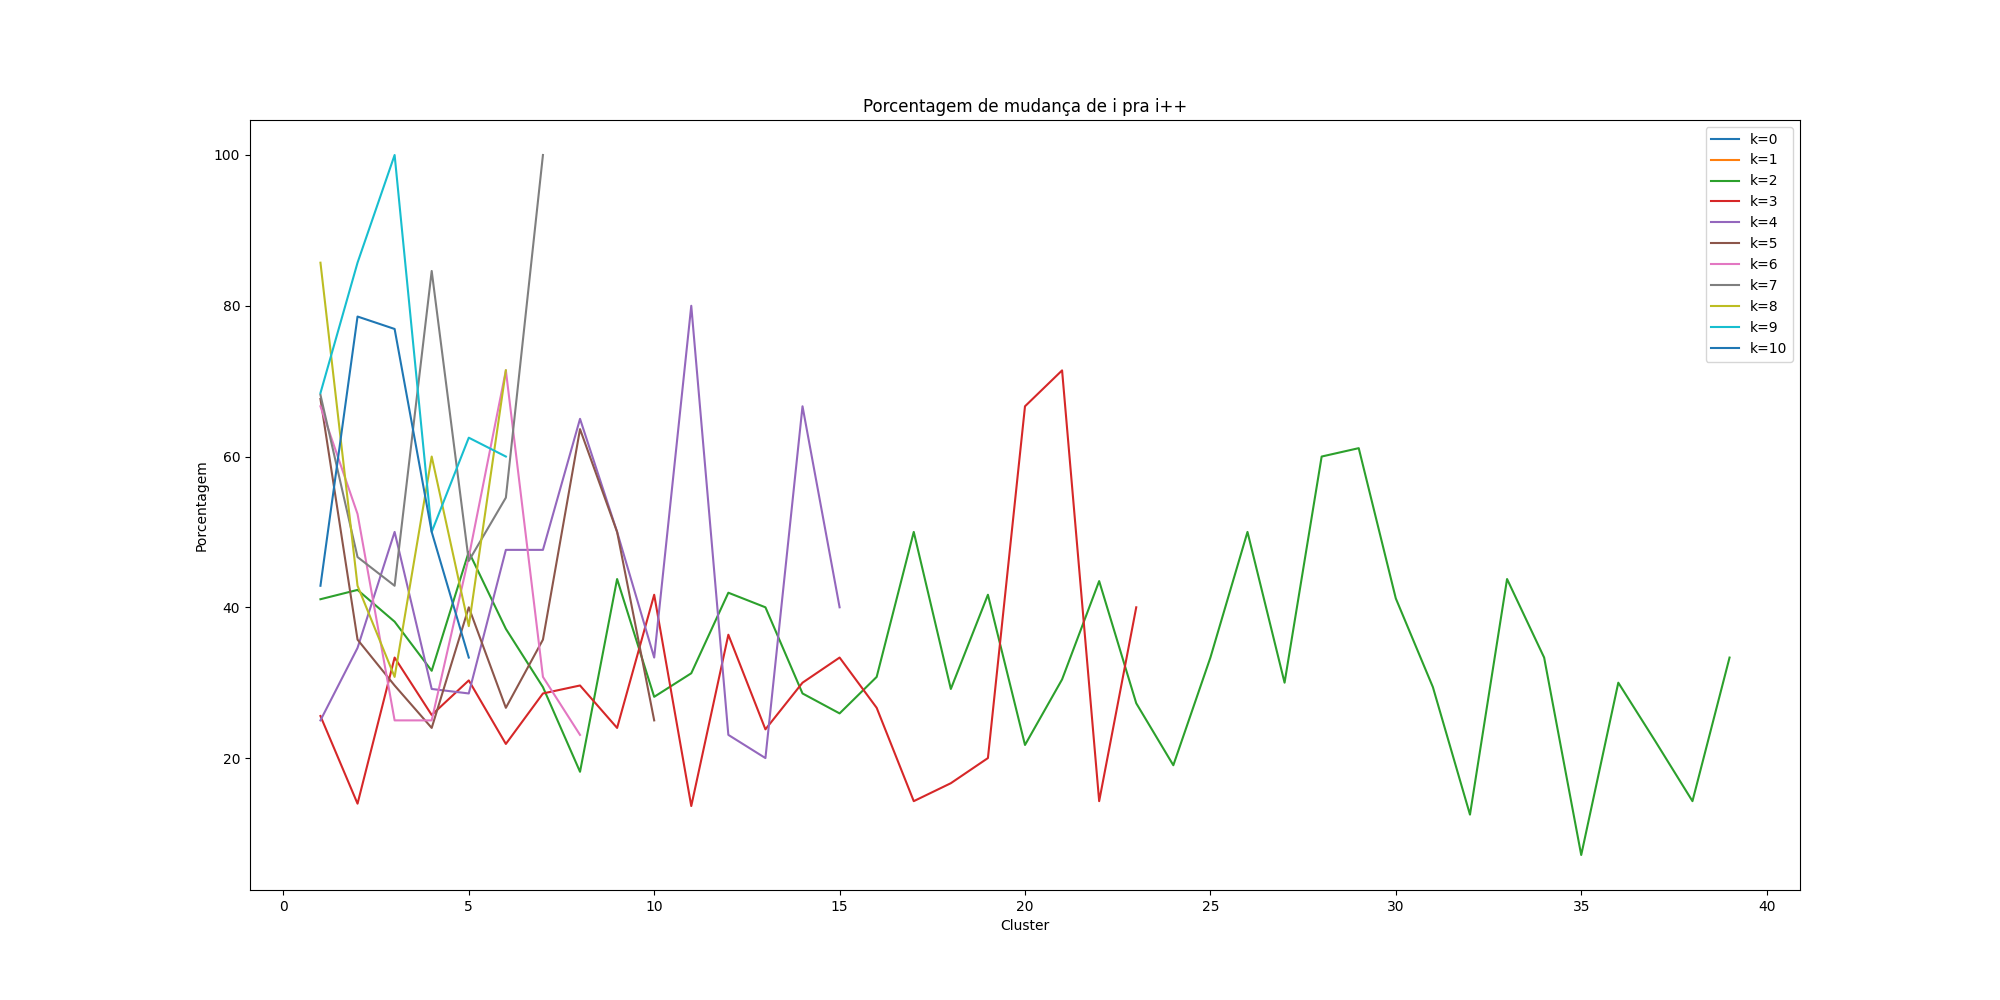 Porcentagem de mudança de i pra i++
k=0
k=1
k=2
k=3
k=4
k=5
k=6
k=7
k=8
k=9
k=10
100
80
60
40
20
Porcentagem
0 5 10 15 20 25 30 35 40
Cluster